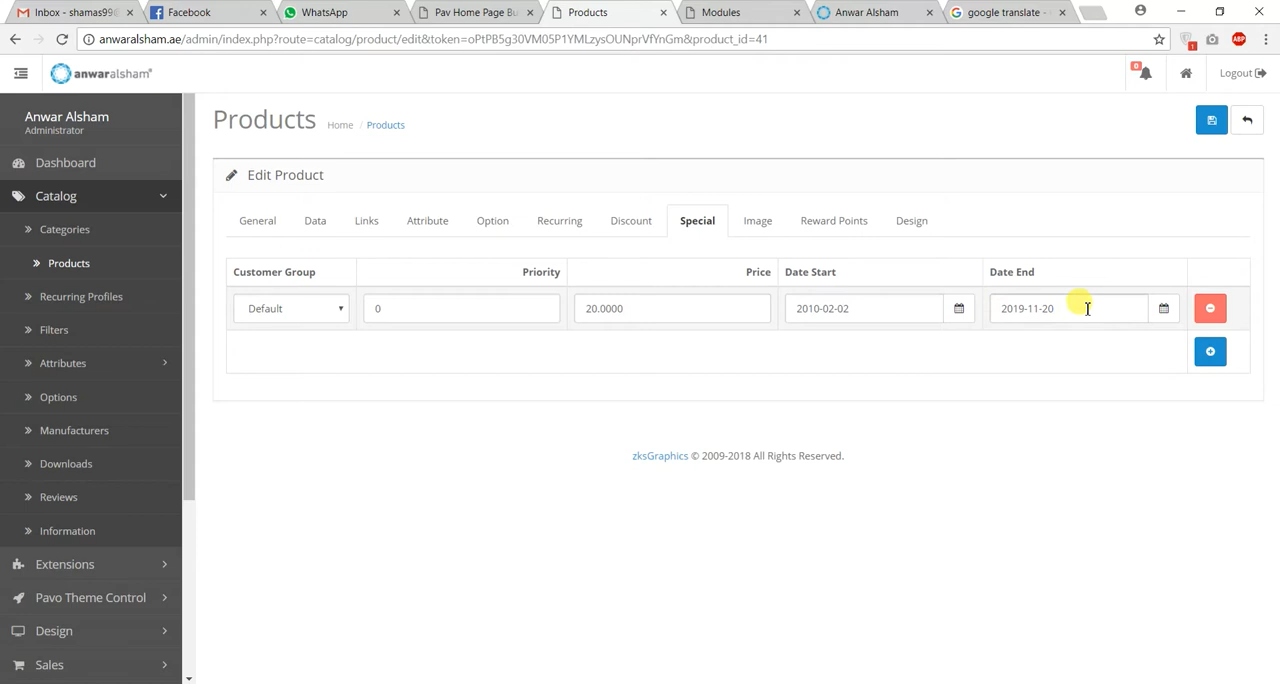 Inbox - shamas99@
Facebook
WhatsApp
Pav Home Page Bu
Products
Modules
Anwar Alsham
google translate -
anwaralsham.ae/admin/index.php?route=catalog/product/edit&token=oPtPB5g30VM05P1YMLzysOUNprVfYnGm&product_id=41
1
ABP
anwaralsham
0
Logout
Anwar Alsham
Administrator
Dashboard
Catalog
Categories
Products
Recurring Profiles
Filters
Attributes
Options
Manufacturers
Downloads
Reviews
Information
Extensions
Pavo Theme Control
Design
Sales
Products
Home / Products
Edit Product
General Data Links Attribute Option Recurring Discount Special Image Reward Points Design
Customer Group Priority Price Date Start Date End
Default 0 20.0000 2010-02-02 2019-11-20
zksGraphics © 2009-2018 All Rights Reserved.